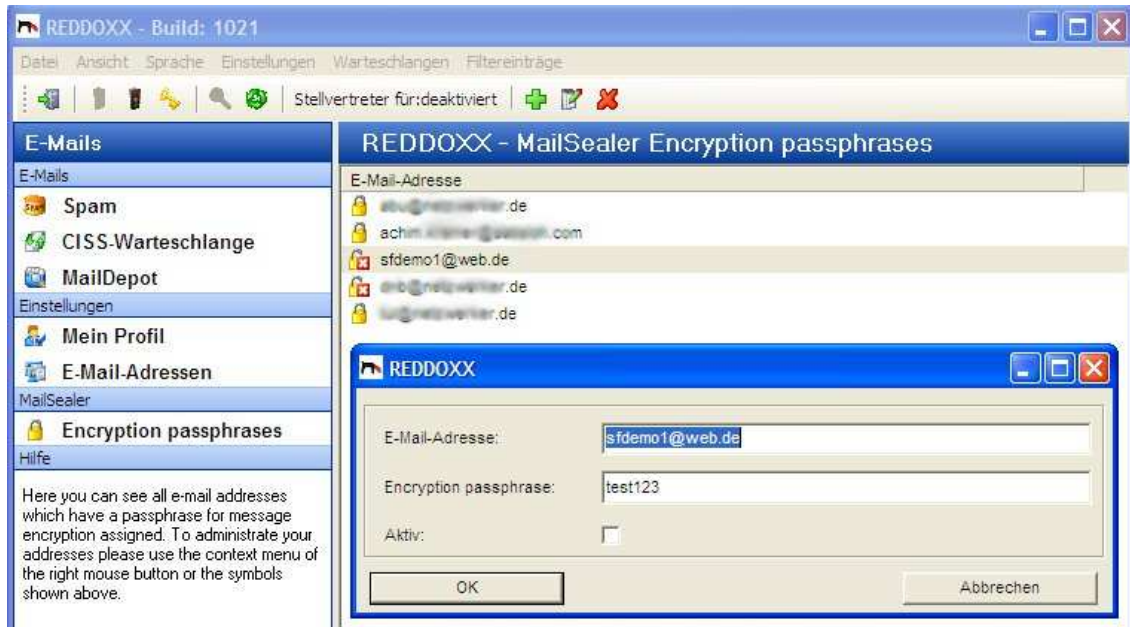 REDDOXX - Build: 1021
Datei Ansicht Sprache Einstellungen Warteschlangen Filtereinträge
Stellvertreter für:deaktiviert
E-Mails
E-Mails
Spam
CISS-Warteschlange
MailDepot
Einstellungen
Mein Profil
E-Mail-Adressen
MailSealer
Encryption passphrases
Hilfe
Here you can see all e-mail addresses
which have a passphrase for message
encryption assigned. To administrate your
addresses please use the context menu of
the right mouse button or the symbols
shown above.
REDDOXX - MailSealer Encryption passphrases
E-Mail-Adresse
.de
achim .com
sfdemo1@web.de
.de
.de
REDDOXX
E-Mail-Adresse: sfdemo1@web.de
Encryption passphrase: test123
Aktiv:
OK Abbrechen